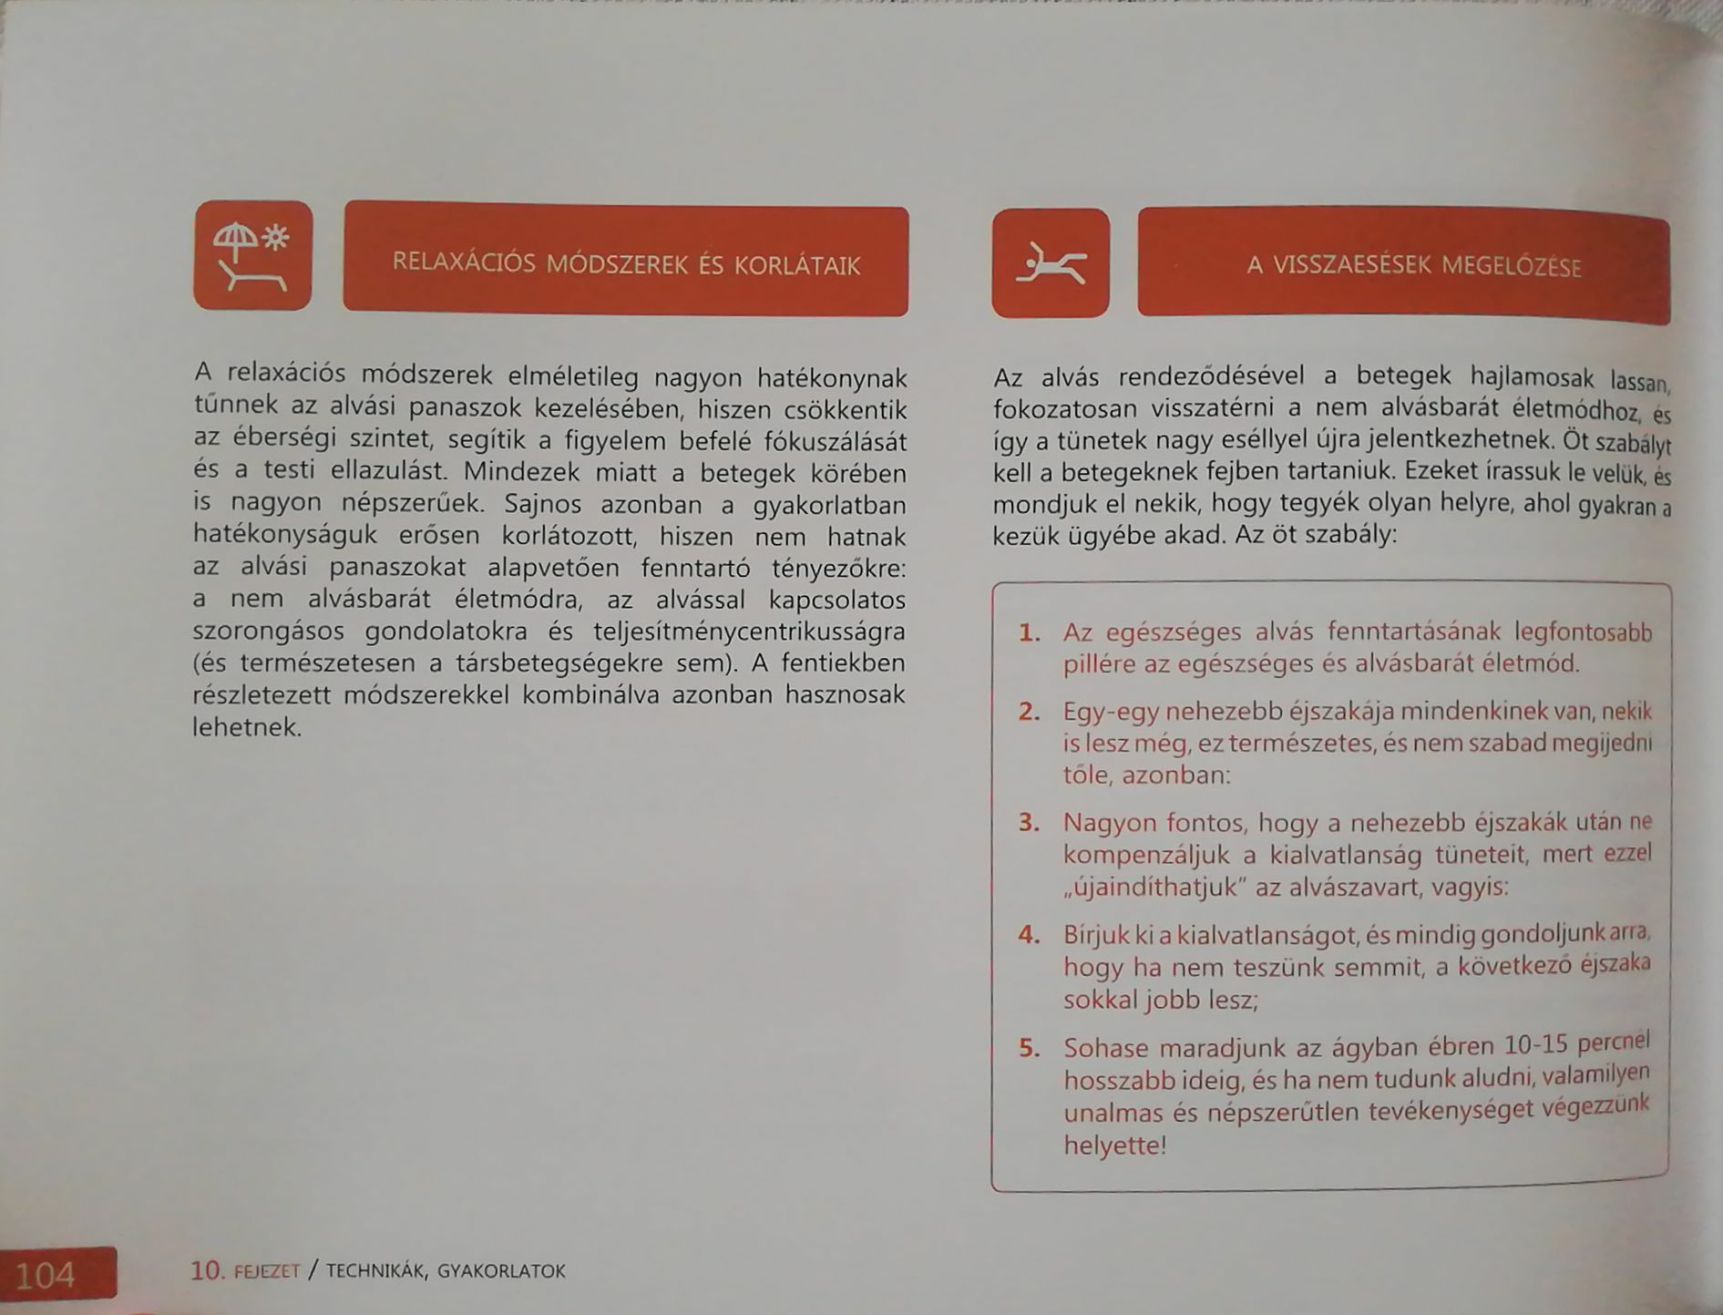 RELAXÁCIÓS MÓDSZEREK ÉS KORLÁTAIK
A relaxációs módszerek elméletileg nagyon hatékonynak
tűnnek az alvási panaszok kezelésében, hiszen csökkentik
az éberségi szintet, segítik a figyelem befelé fókuszálását
és a testi ellazulást. Mindezek miatt a betegek körében
is nagyon népszerűek. Sajnos azonban a gyakorlatban
hatékonyságuk erősen korlátozott, hiszen nem hatnak
az alvási panaszokat alapvetően fenntartó tényezőkre:
a nem alvásbarát életmódra, az alvással kapcsolatos
szorongásos gondolatokra és teljesítménycentrikusságra
(és természetesen a társbetegségekre sem). A fentiekben
részletezett módszerekkel kombinálva azonban hasznosak
lehetnek.
A VISSZAESÉSEK MEGELŐZÉSE
Az alvás rendeződésével a betegek hajlamosak lassan,
fokozatosan visszatérni a nem alvásbarát életmódhoz, és
így a tünetek nagy eséllyel újra jelentkezhetnek. Öt szabályt
kell a betegeknek fejben tartaniuk. Ezeket írassuk le velük, és
mondjuk el nekik, hogy tegyék olyan helyre, ahol gyakran a
kezük ügyébe akad. Az öt szabály:
1. Az egészséges alvás fenntartásának legfontosabb
pillére az egészséges és alvásbarát életmód.
2. Egy-egy nehezebb éjszakája mindenkinek van, nekik
is lesz még, ez természetes, és nem szabad megijedni
tőle, azonban:
3. Nagyon fontos, hogy a nehezebb éjszakák után ne
kompenzáljuk a kialvatlanság tüneteit, mert ezzel
„újaindíthatjuk” az alvászavart, vagyis:
4. Bírjuk ki a kialvatlanságot, és mindig gondoljunk arra,
hogy ha nem teszünk semmit, a következő éjszaka
sokkal jobb lesz;
5. Sohase maradjunk az ágyban ébren 10-15 percnél
hosszabb ideig, és ha nem tudunk aludni, valamilyen
unalmas és népszerűtlen tevékenységet végezzünk
helyette!
104
10. FEJEZET / TECHNIKÁK, GYAKORLATOK